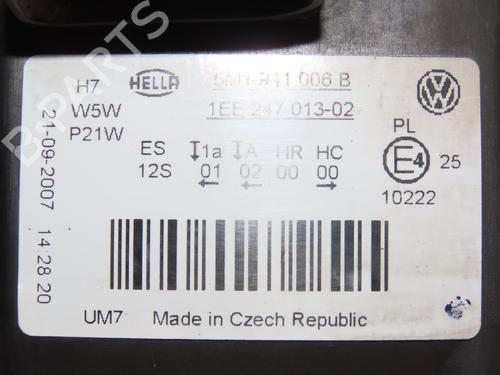 H7
W5W
P21W
HELLA
5M1 941 006 B
1EE 247 013-02
PL
E4 25
10222
ES
12S
1a A HR HC
01 02 00 00
21-09-2007 14:28:20
UM7 Made in Czech Republic
B-PARTS